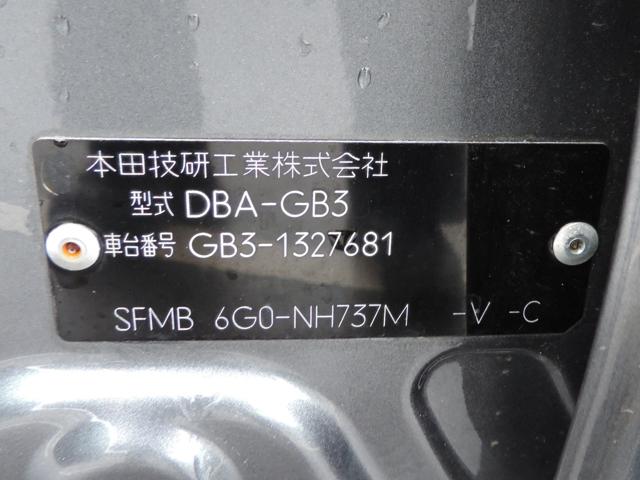 本田技研工業株式会社
型式 DBA-GB3
車台番号 GB3-1327681
SFMB 6G0-NH737M -V -C